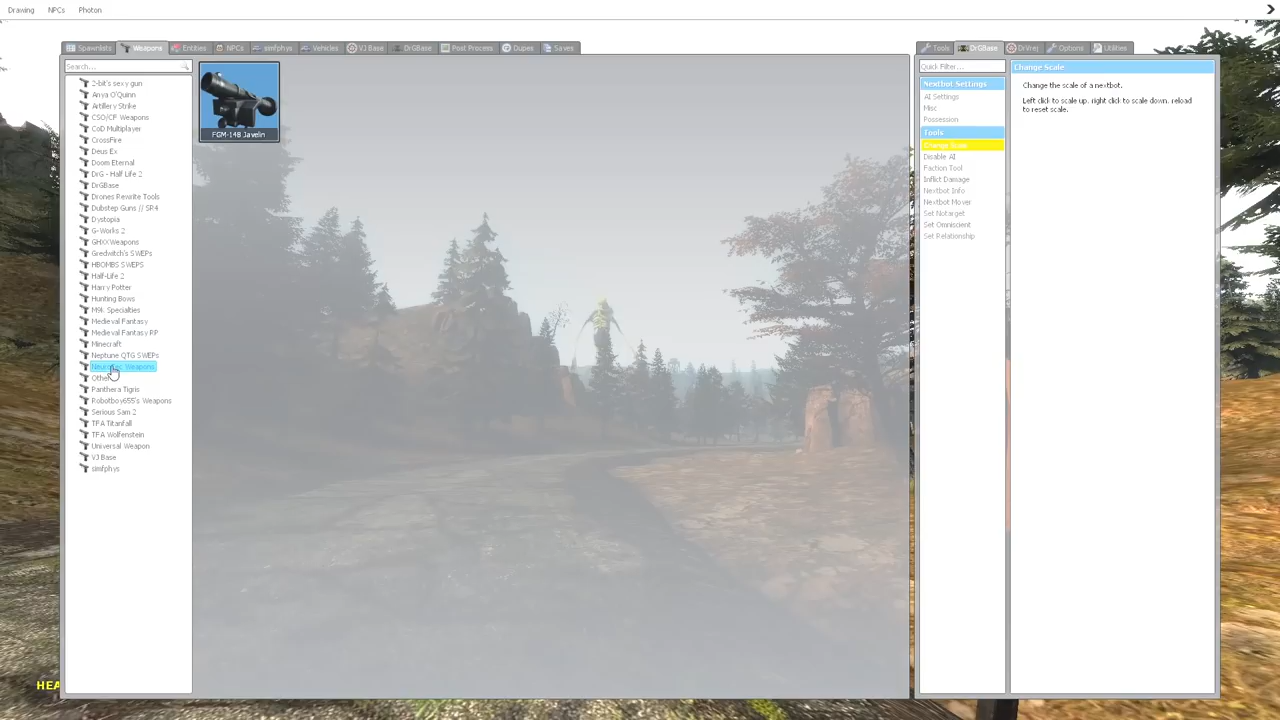 Drawing NPCs Photon
Spawnlists Weapons Entities NPCs simfphys Vehicles VJ Base DrGBase Post Process Dupes Saves
Search...
2-bit's sexy gun
Anya O'Quinn
Artillery Strike
CSO/CF Weapons
CoD Multiplayer
CrossFire
Deus Ex
Doom Eternal
DrG - Half Life 2
DrGBase
Drones Rewrite Tools
Dubstep Guns // SR4
Dystopia
G-Works 2
GHXXWeapons
Gredwitch's SWEPs
HBOMBS SWEPS
Half-Life 2
Harry Potter
Hunting Bows
M9k Specialties
Medieval Fantasy
Medieval Fantasy RP
Minecraft
Neptune QTG SWEPs
Weapons
Other
Panthera Tigris
Robotboy655's Weapons
Serious Sam 2
TFA Titanfall
TFA Wolfenstein
Universal Weapon
VJ Base
simfphys
FGM-148 Javelin
HEA
Tools DrGBase DrVrej Options Utilities
Quick Filter...
Nextbot Settings
AI Settings
Misc
Possession
Tools
Change Scale
Disable AI
Faction Tool
Inflict Damage
Nextbot Info
Nextbot Mover
Set Notarget
Set Omniscient
Set Relationship
Change Scale
Change the scale of a nextbot.
Left click to scale up, right click to scale down, reload
to reset scale.